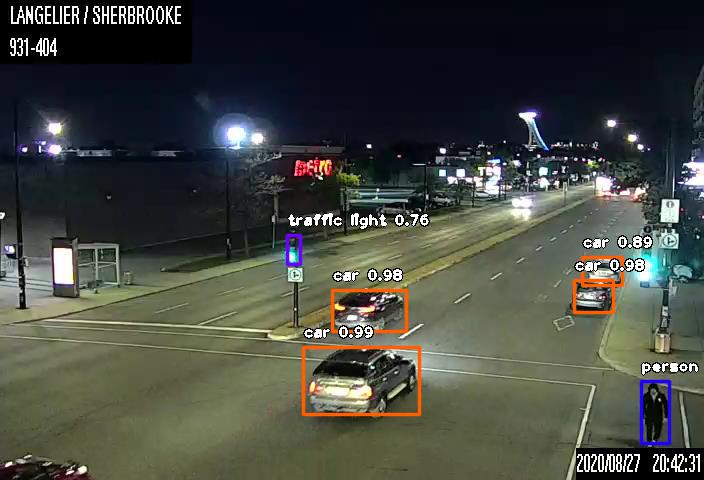 LANGELIER / SHERBROOKE
931-404
METRO
traffic light 0.76
car 0.89
car 0.98
car 0.98
car 0.99
person
2020/08/27 20:42:31